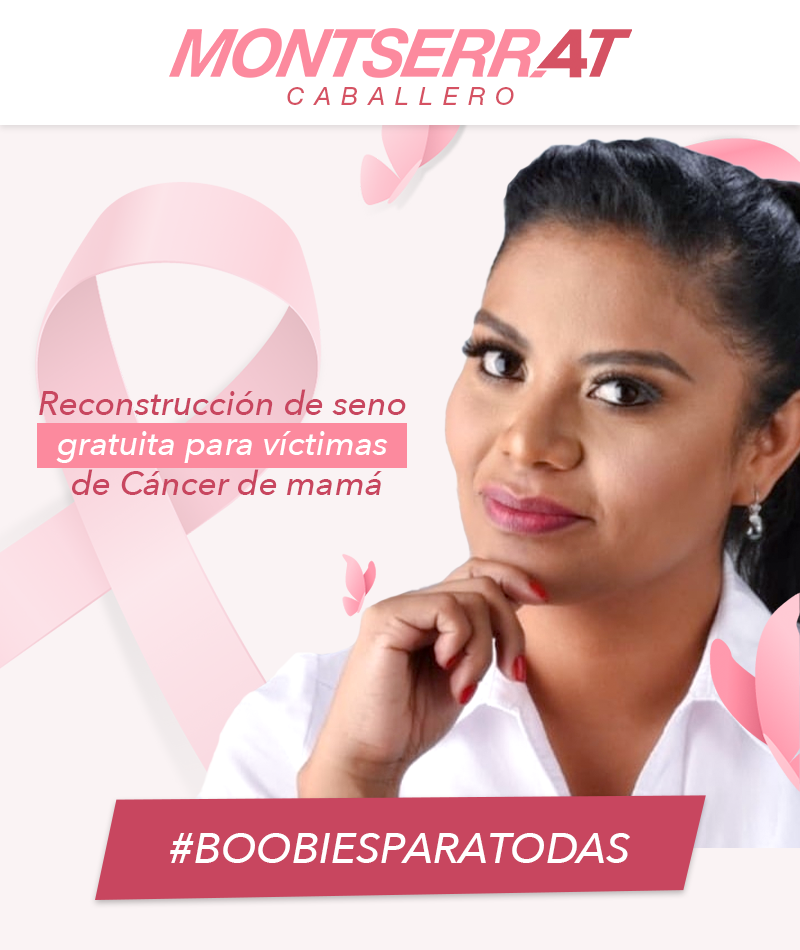 MONTSERRAT
CABALLERO
Reconstrucción de seno
gratuita para víctimas
de Cáncer de mamá
#BOOBIESPARATODAS